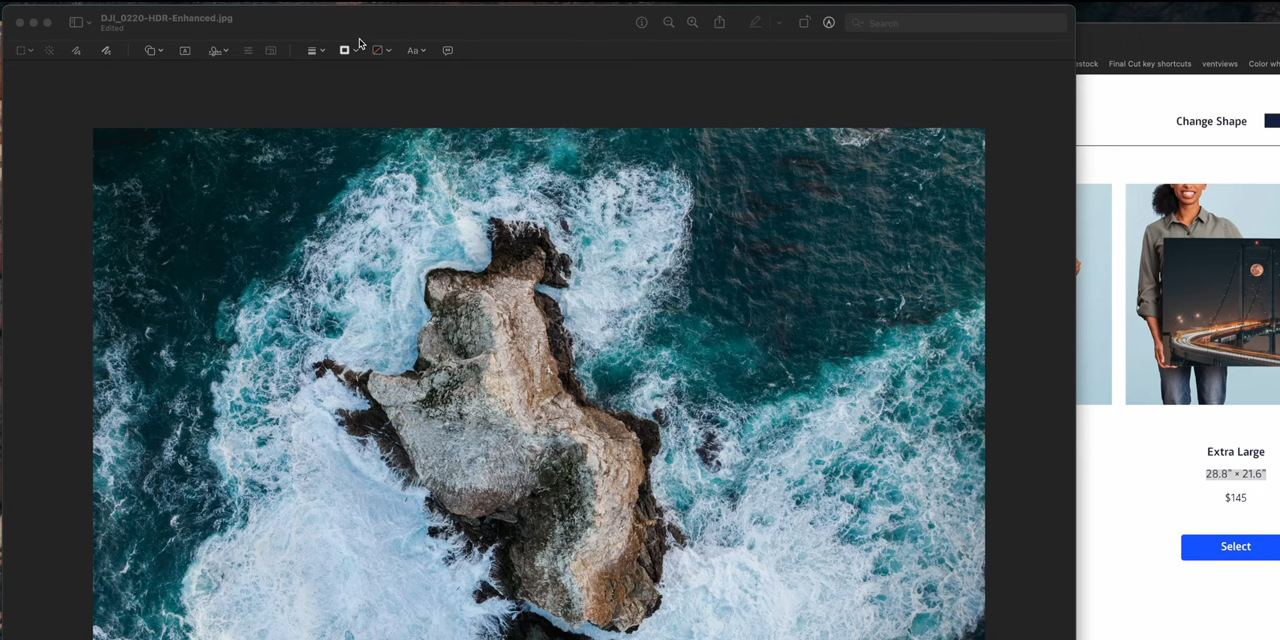 DJI_0220-HDR-Enhanced.jpg
Edited
Search
Aa
estock Final Cut key shortcuts ventviews Color wh
Change Shape
Extra Large
28.8" × 21.6"
$145
Select